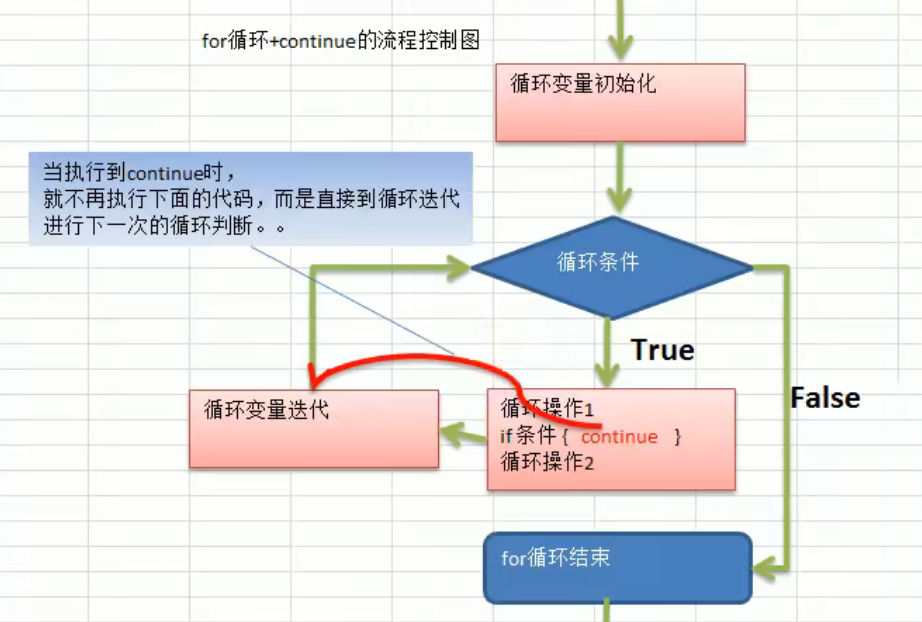 for循环+continue的流程控制图
循环变量初始化
当执行到continue时，
就不再执行下面的代码，而是直接到循环迭代
进行下一次的循环判断。。
循环条件
True
False
循环变量迭代
循环操作1
if 条件 { continue }
循环操作2
for循环结束